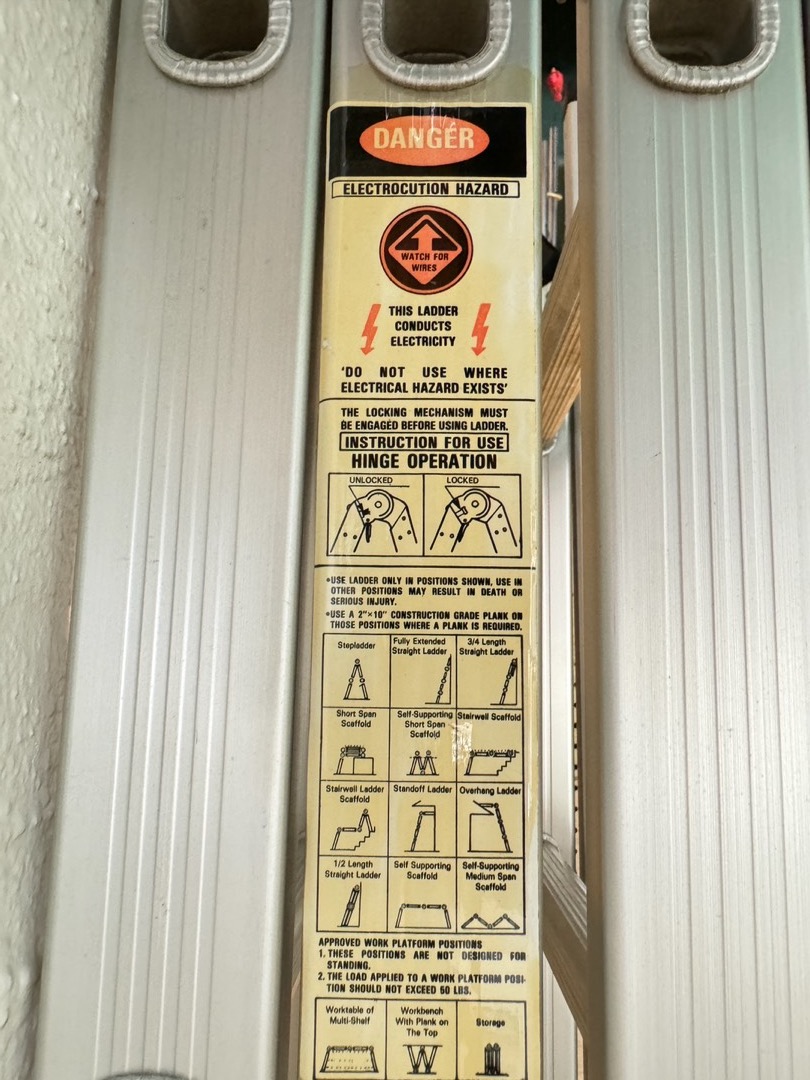 DANGER
ELECTROCUTION HAZARD
WATCH FOR
WIRES
THIS LADDER
CONDUCTS
ELECTRICITY
'DO NOT USE WHERE
ELECTRICAL HAZARD EXISTS'
THE LOCKING MECHANISM MUST
BE ENGAGED BEFORE USING LADDER.
INSTRUCTION FOR USE
HINGE OPERATION
UNLOCKED LOCKED
•USE LADDER ONLY IN POSITIONS SHOWN, USE IN
OTHER POSITIONS MAY RESULT IN DEATH OR
SERIOUS INJURY.
•USE A 2"×10" CONSTRUCTION GRADE PLANK ON
THOSE POSITIONS WHERE A PLANK IS REQUIRED.
Stepladder
Fully Extended
Straight Ladder
3/4 Length
Straight Ladder
Short Span
Scaffold
Self-Supporting
Short Span
Scaffold
Stairwell Scaffold
Stairwell Ladder
Scaffold
Standoff Ladder
Overhang Ladder
1/2 Length
Straight Ladder
Self Supporting
Scaffold
Self-Supporting
Medium Span
Scaffold
APPROVED WORK PLATFORM POSITIONS
1. THESE POSITIONS ARE NOT DESIGNED FOR
STANDING.
2. THE LOAD APPLIED TO A WORK PLATFORM POSI-
TION SHOULD NOT EXCEED 50 LBS.
Worktable of
Multi-Shelf
Workbench
With Plank on
The Top
Storage